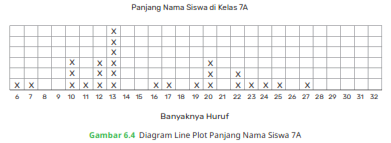 Panjang Nama Siswa di Kelas 7A
6 7 8 9 10 11 12 13 14 15 16 17 18 19 20 21 22 23 24 25 26 27 28 29 30 31 32
Banyaknya Huruf
Gambar 6.4 Diagram Line Plot Panjang Nama Siswa 7A